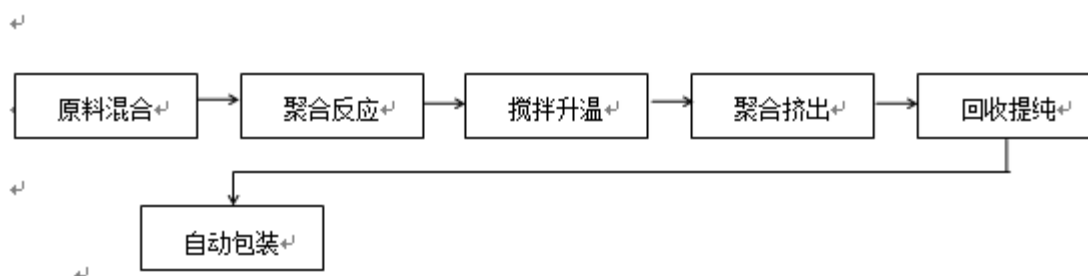 原料混合
聚合反应
搅拌升温
聚合挤出
回收提纯
自动包装